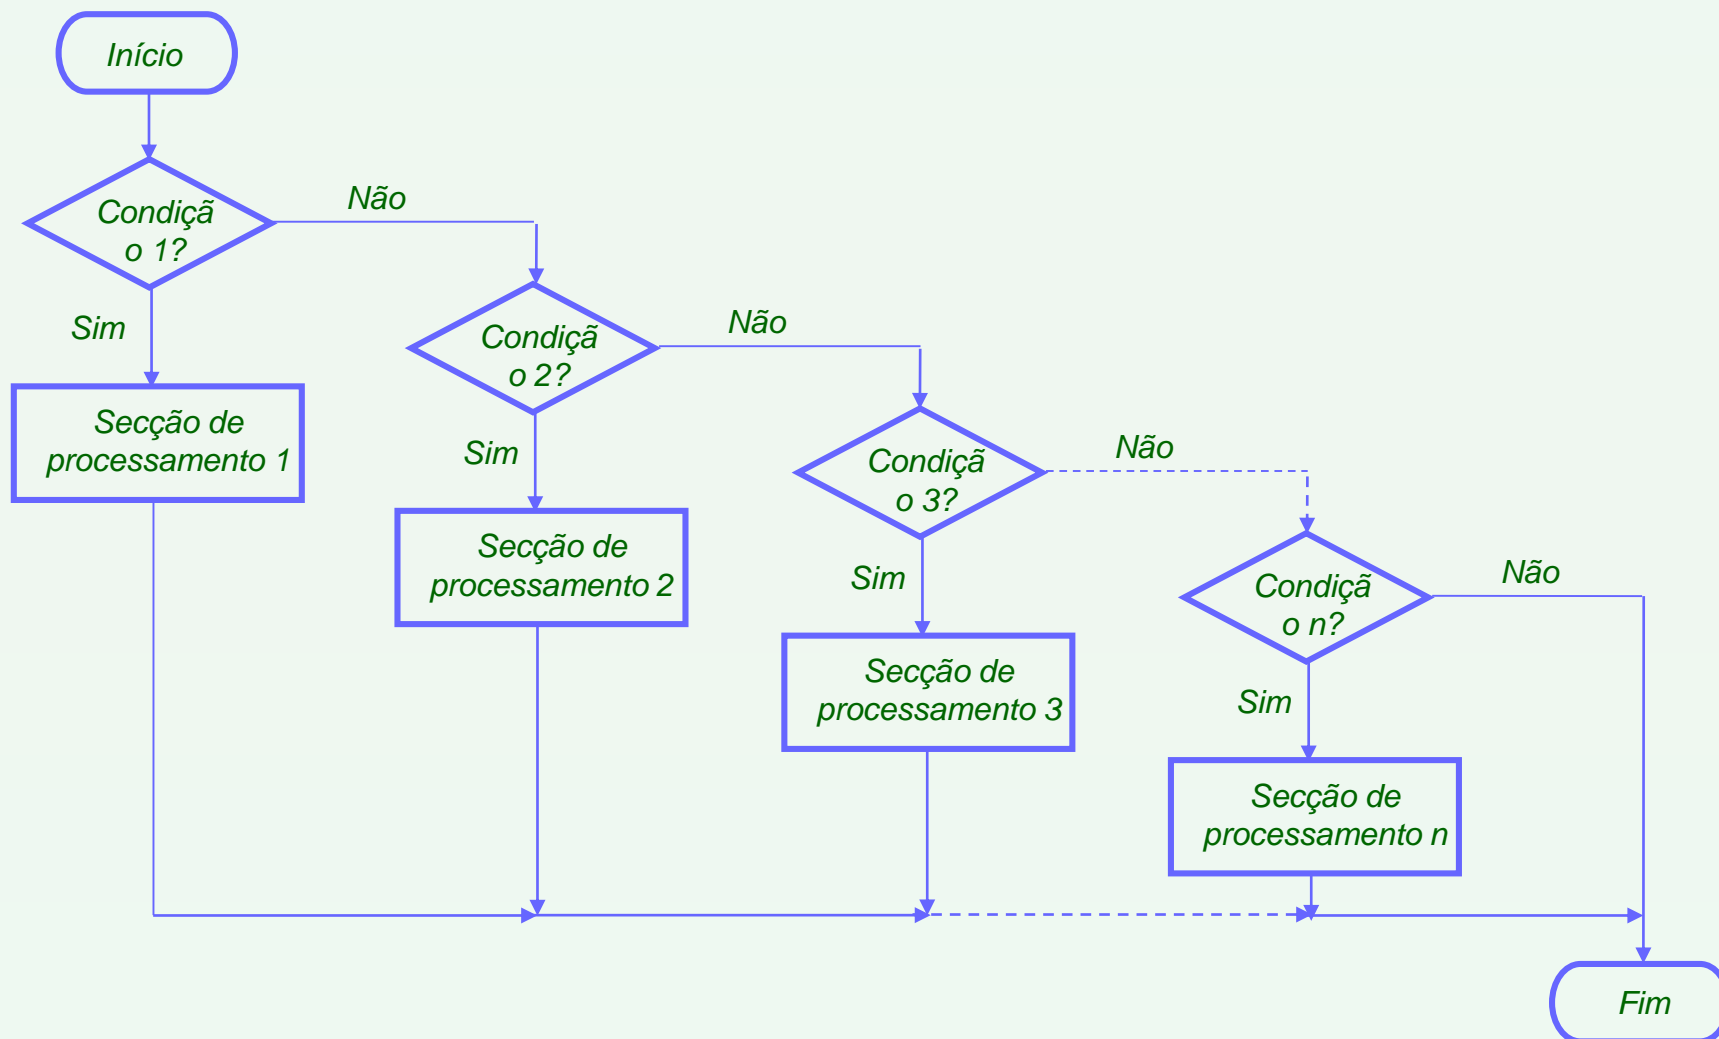 Início
Condiçã
o 1?
Não
Sim
Secção de
processamento 1
Condiçã
o 2?
Não
Sim
Secção de
processamento 2
Condiçã
o 3?
Não
Sim
Secção de
processamento 3
Condiçã
o n?
Não
Sim
Secção de
processamento n
Fim